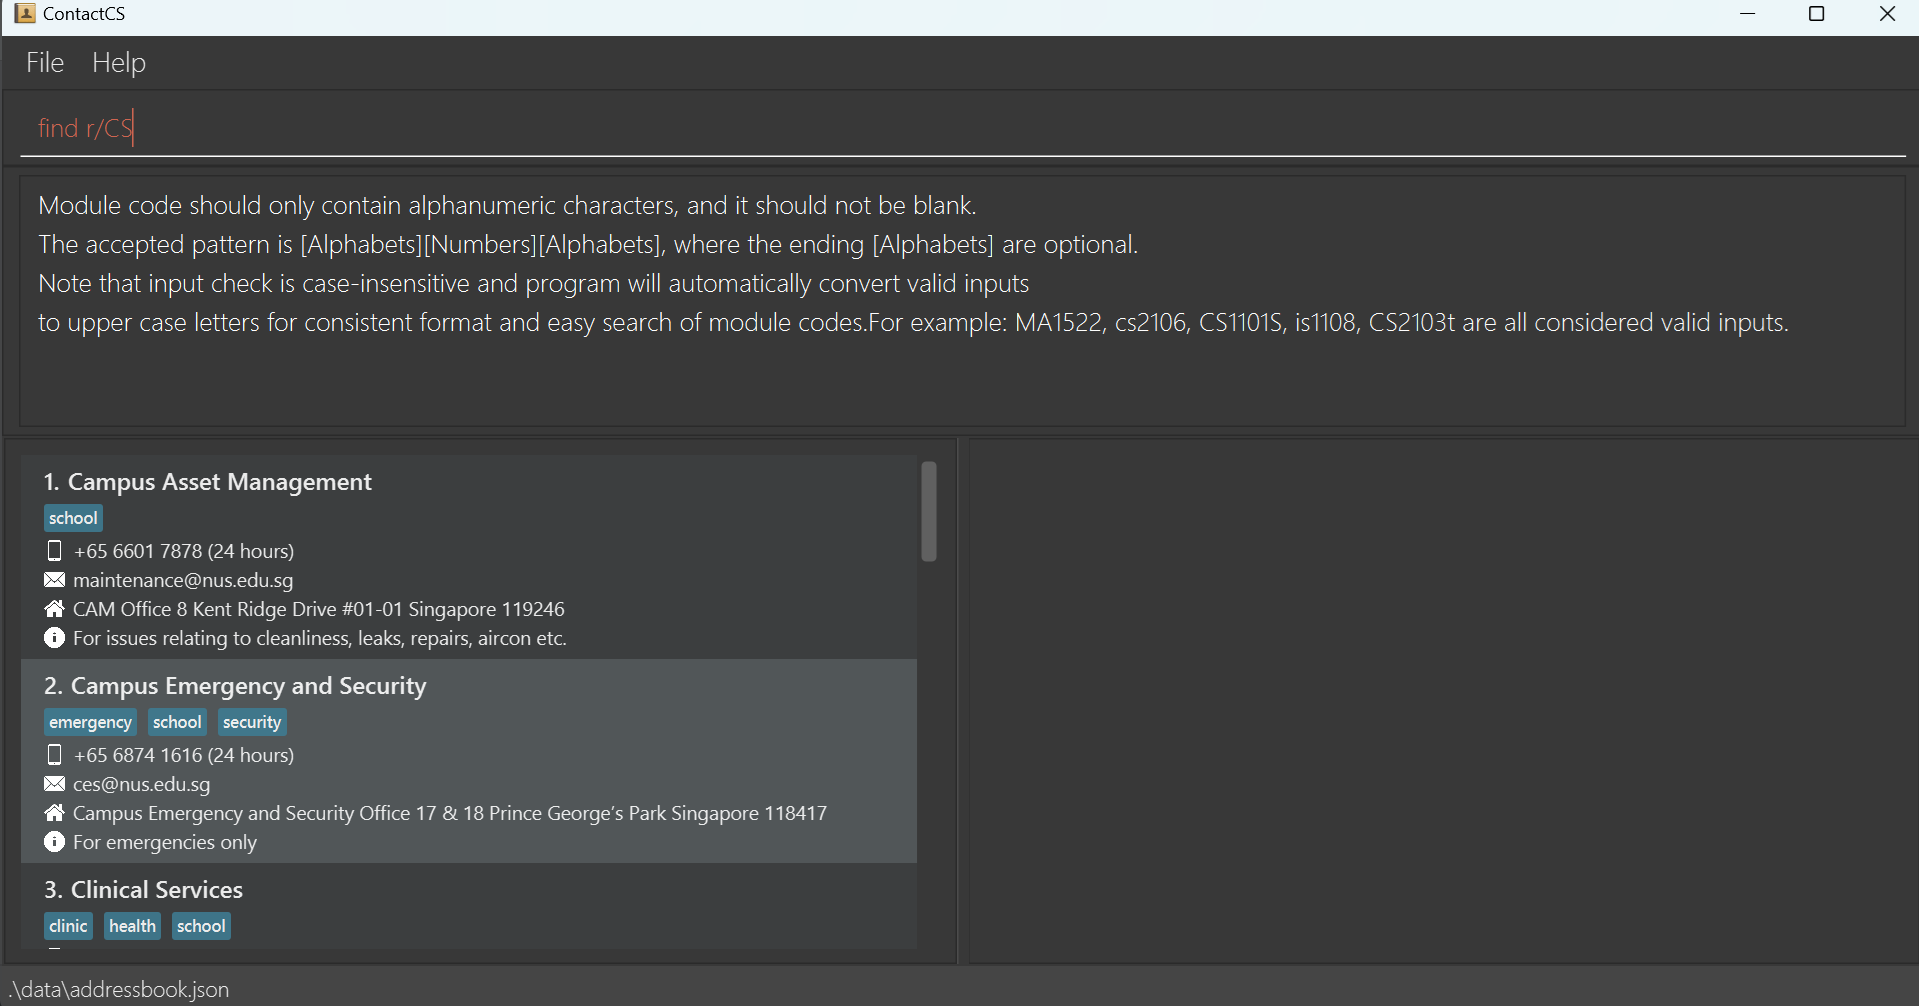 ContactCS
File Help
find r/CS
Module code should only contain alphanumeric characters, and it should not be blank.
The accepted pattern is [Alphabets][Numbers][Alphabets], where the ending [Alphabets] are optional.
Note that input check is case-insensitive and program will automatically convert valid inputs
to upper case letters for consistent format and easy search of module codes.For example: MA1522, cs2106, CS1101S, is1108, CS2103t are all considered valid inputs.
1. Campus Asset Management
school
+65 6601 7878 (24 hours)
maintenance@nus.edu.sg
CAM Office 8 Kent Ridge Drive #01-01 Singapore 119246
For issues relating to cleanliness, leaks, repairs, aircon etc.
2. Campus Emergency and Security
emergency school security
+65 6874 1616 (24 hours)
ces@nus.edu.sg
Campus Emergency and Security Office 17 & 18 Prince George’s Park Singapore 118417
For emergencies only
3. Clinical Services
clinic health school
.\data\addressbook.json